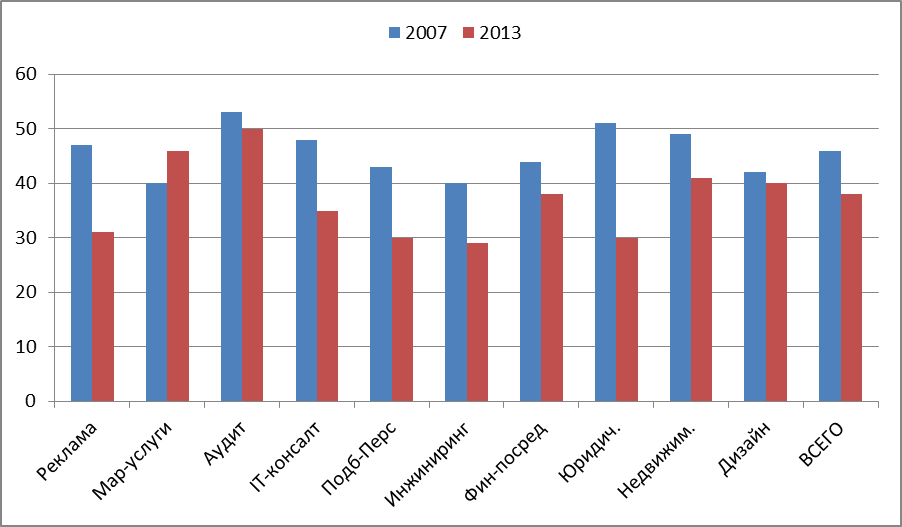 2007 2013
60
50
40
30
20
10
0
Реклама
Мар-услуги
Аудит
IT-консалт
Подб-Перс
Инжиниринг
Фин-посред
Юридич.
Недвижим.
Дизайн
ВСЕГО